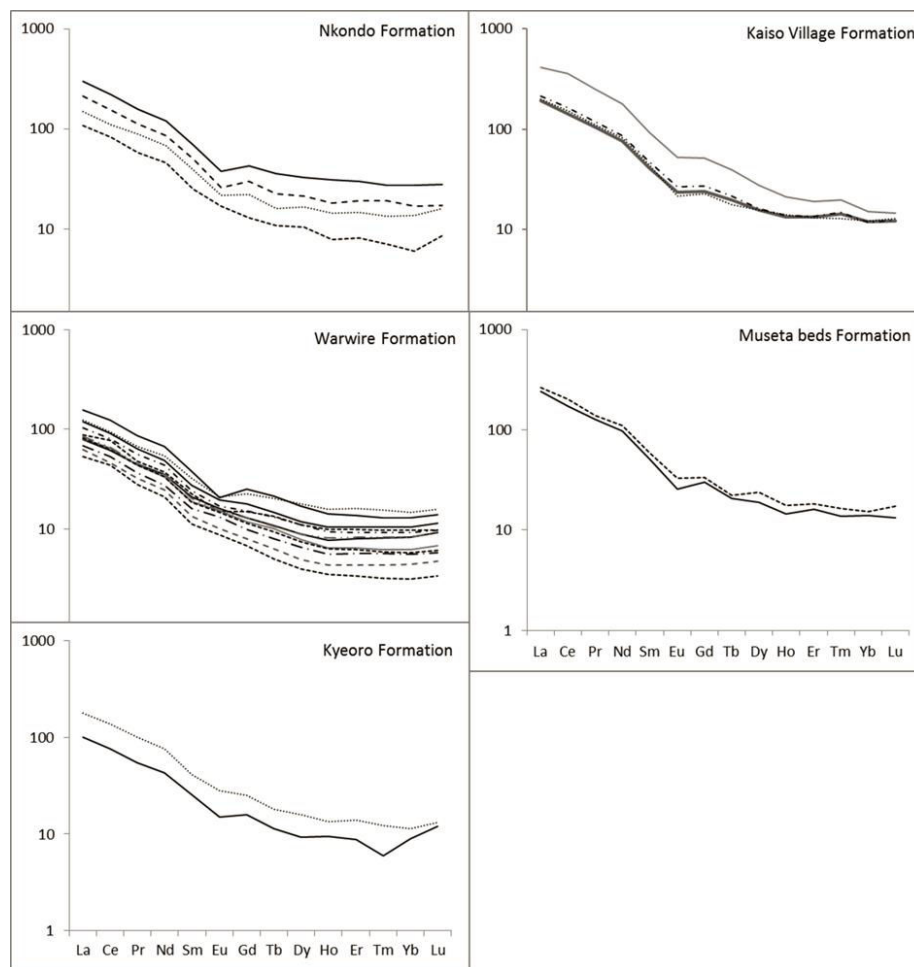 Nkondo Formation
1000
100
10
Kaiso Village Formation
1000
100
10
Warwire Formation
1000
100
10
Museta beds Formation
1000
100
10
1
La Ce Pr Nd Sm Eu Gd Tb Dy Ho Er Tm Yb Lu
Kyeoro Formation
1000
100
10
1
La Ce Pr Nd Sm Eu Gd Tb Dy Ho Er Tm Yb Lu